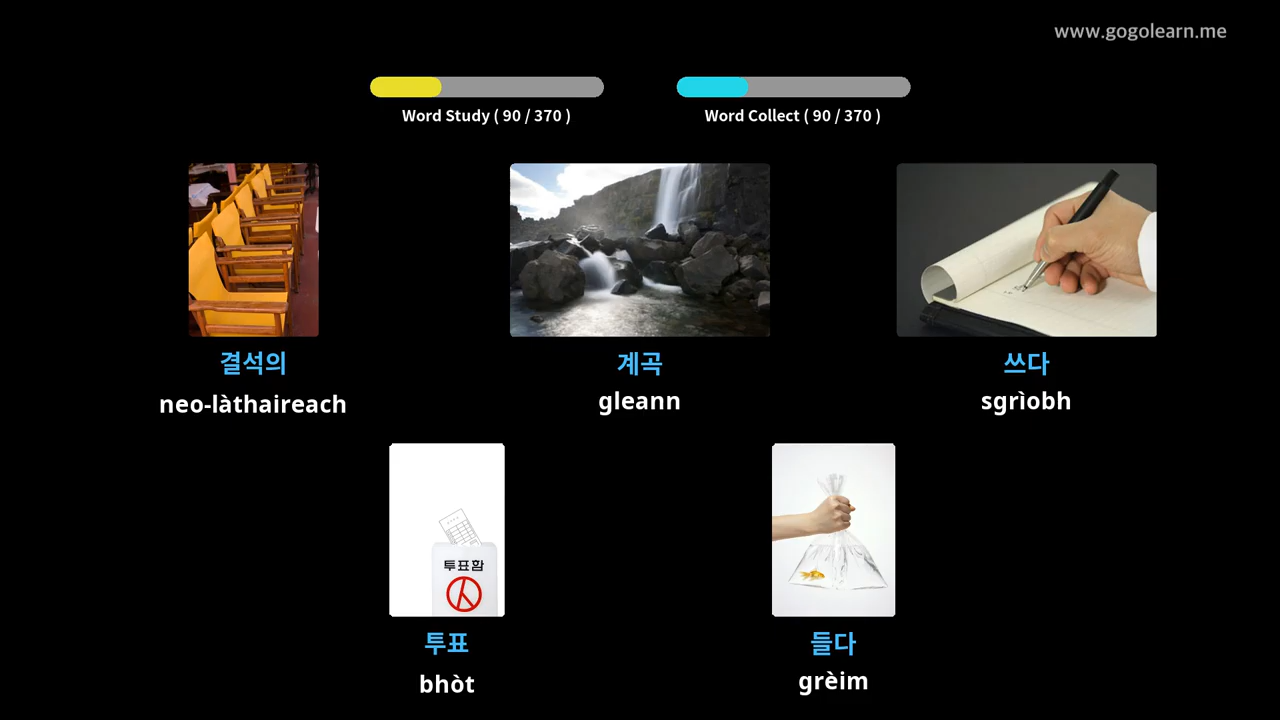 www.gogolearn.me
Word Study ( 90 / 370 )
Word Collect ( 90 / 370 )
결석의
neo-làthaireach
계곡
gleann
쓰다
sgrìobh
투표함
투표
bhòt
들다
grèim